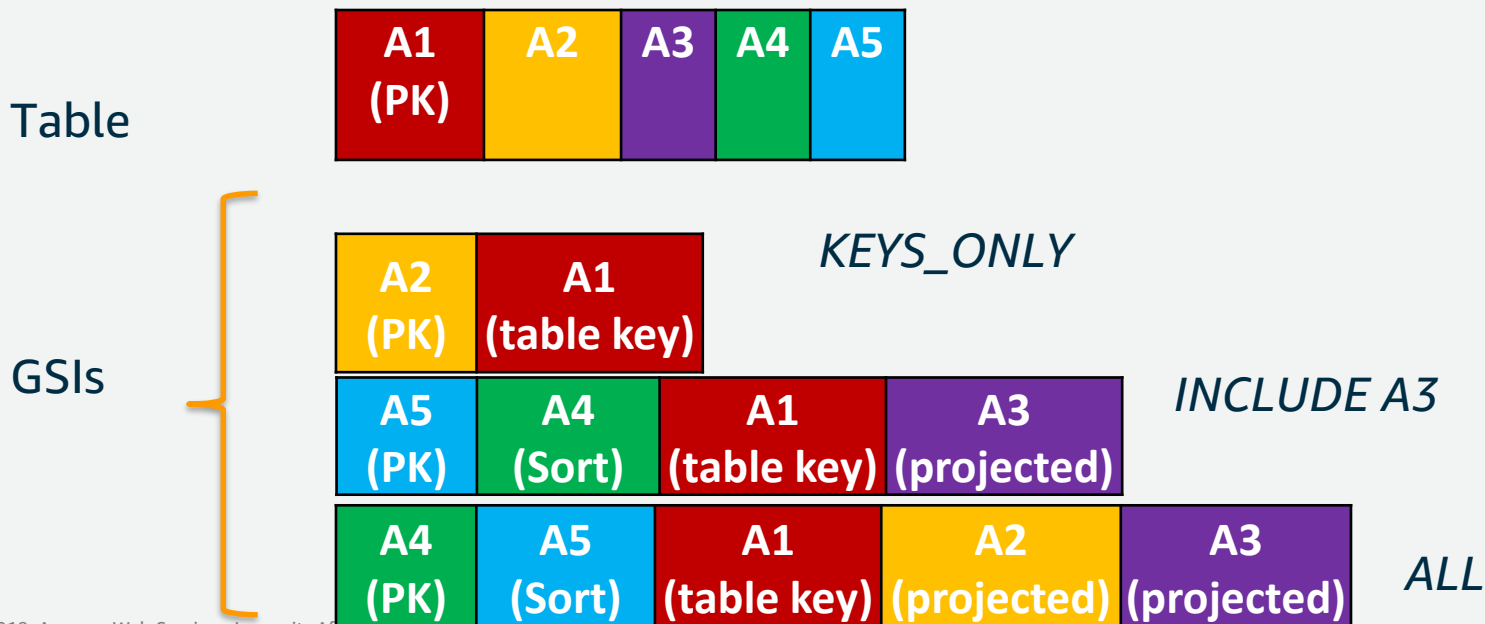 Table
A1 A2 A3 A4 A5
(PK)
GSIs
KEYS_ONLY
A2 A1
(PK) (table key)
INCLUDE A3
A5 A4 A1 A3
(PK) (Sort) (table key) (projected)
ALL
A4 A5 A1 A2 A3
(PK) (Sort) (table key) (projected) (projected)